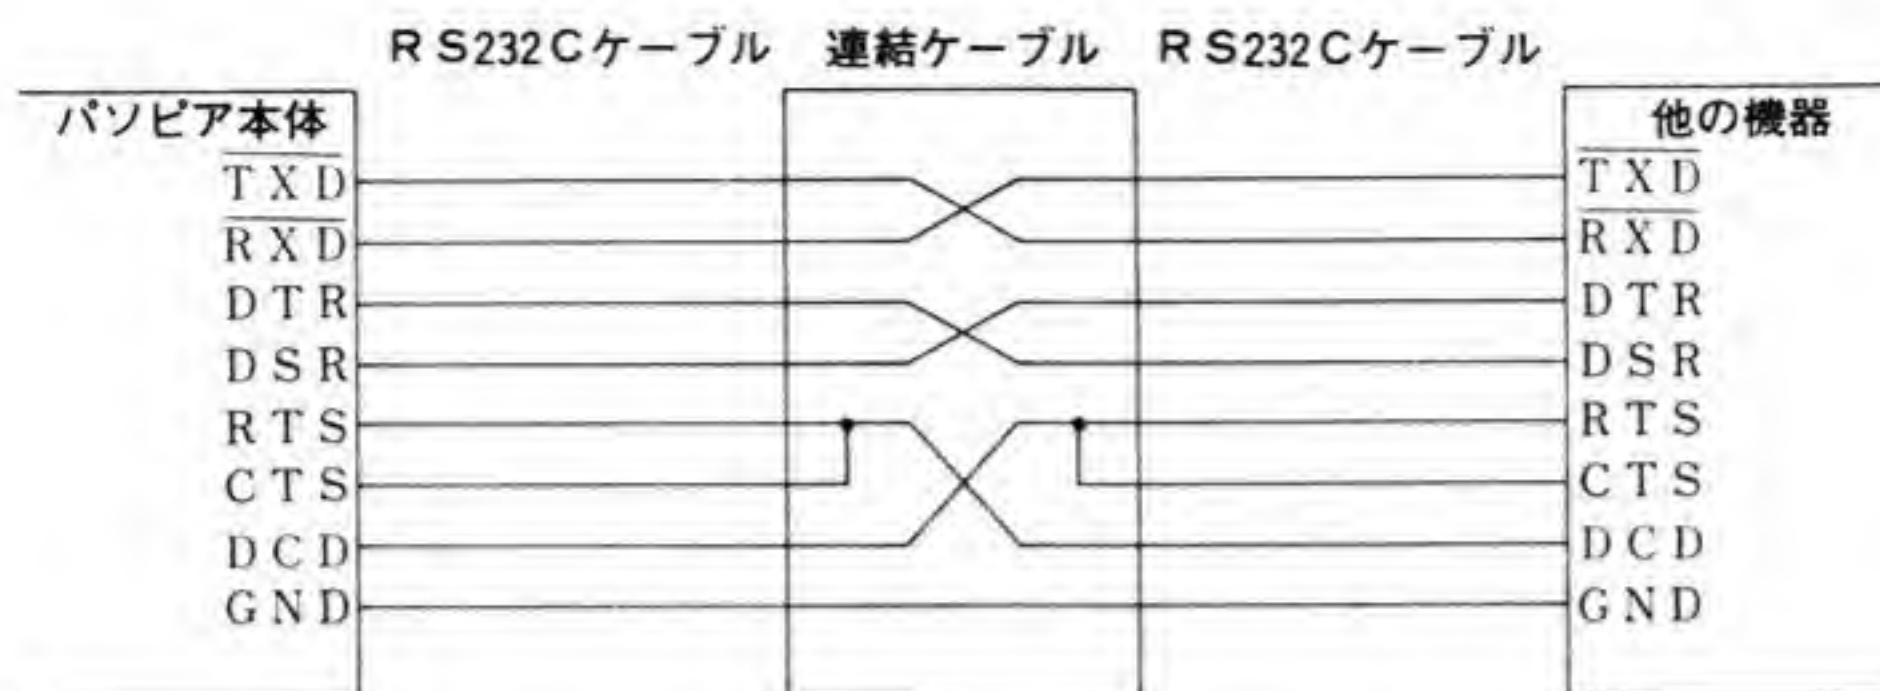 RS232Cケーブル 連結ケーブル RS232Cケーブル
パソピア本体 他の機器
TXD TXD
RXD RXD
DTR DTR
DSR DSR
RTS RTS
CTS CTS
DCD DCD
GND GND